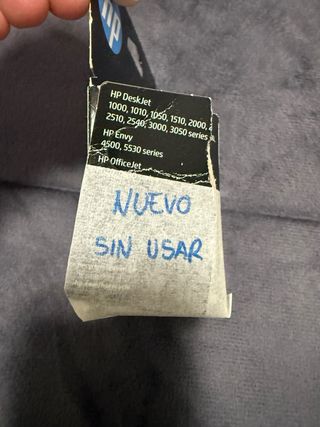 hp
HP DeskJet
1000, 1010, 1050, 1510, 2000,
2510, 2540, 3000, 3050 series
HP Envy
4500, 5530 series
HP OfficeJet
NUEVO
SIN USAR